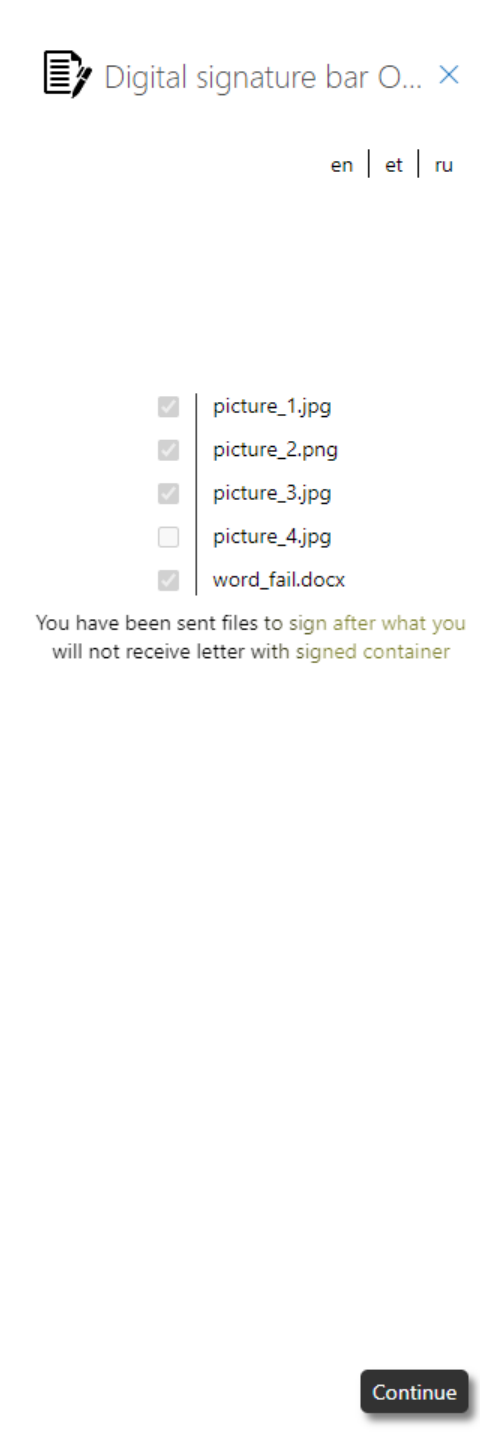 Digital signature bar O...
en | et | ru
picture_1.jpg
picture_2.png
picture_3.jpg
picture_4.jpg
word_fail.docx
You have been sent files to sign after what you
will not receive letter with signed container
Continue